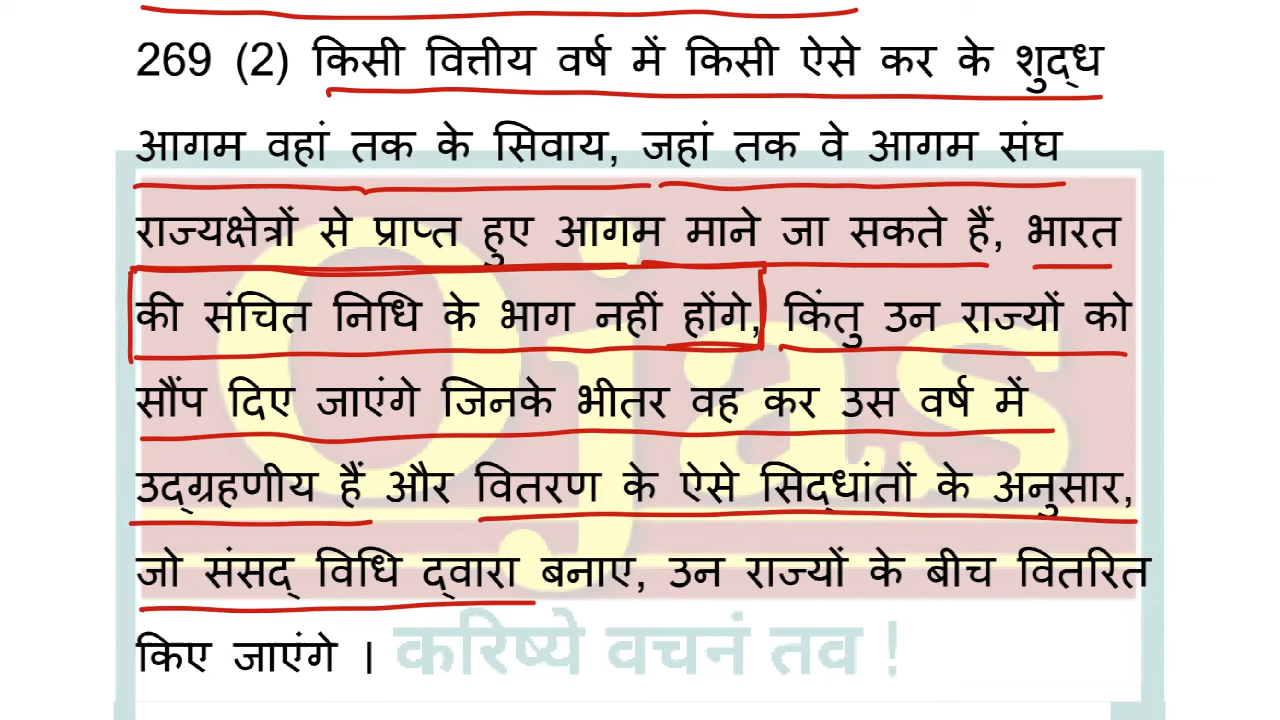 269 (2) किसी वित्तीय वर्ष में किसी ऐसे कर के शुद्ध
आगम वहां तक के सिवाय, जहां तक वे आगम संघ
राज्यक्षेत्रों से प्राप्त हुए आगम माने जा सकते हैं, भारत
की संचित निधि के भाग नहीं होंगे, किंतु उन राज्यों को
सौंप दिए जाएंगे जिनके भीतर वह कर उस वर्ष में
उद्ग्रहणीय हैं और वितरण के ऐसे सिद्धांतों के अनुसार,
जो संसद् विधि द्वारा बनाए, उन राज्यों के बीच वितरित
किए जाएंगे ।
Ojas
करिष्ये वचनं तव !